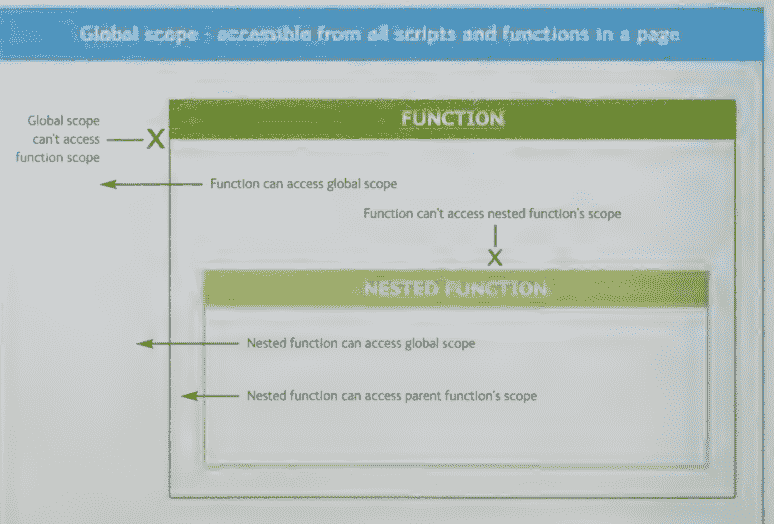 Global scope - accessible from all scripts and functions in a page
Global scope
can't access
function scope
FUNCTION
Function can access global scope
Function can't access nested function's scope
NESTED FUNCTION
Nested function can access global scope
Nested function can access parent function's scope